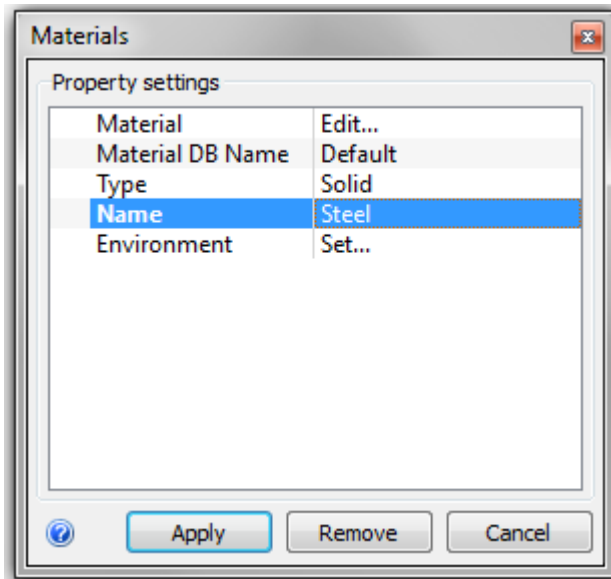 Materials
Property settings
Material Edit...
Material DB Name Default
Type Solid
Name Steel
Environment Set...
Apply Remove Cancel